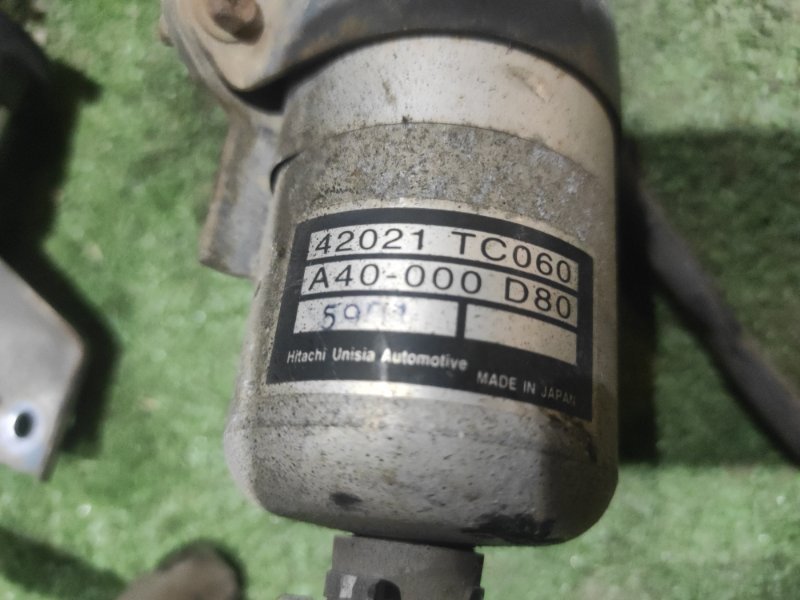 42021 TC060
A40-000 D80
Hitachi Unisia Automotive
MADE IN JAPAN